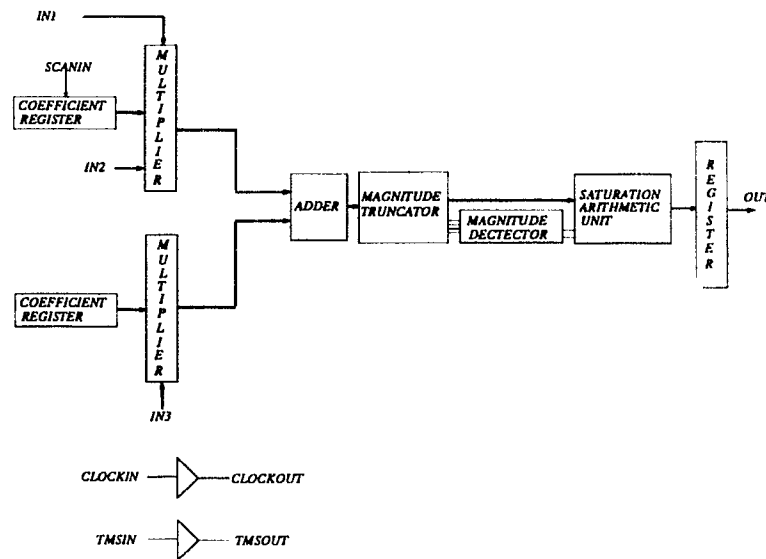 IN1
SCANIN
COEFFICIENT
REGISTER
MULTIPLIER
IN2
ADDER
MAGNITUDE
TRUNCATOR
MAGNITUDE
DECTECTOR
SATURATION
ARITHMETIC
UNIT
REGISTER
OUT
COEFFICIENT
REGISTER
MULTIPLIER
IN3
CLOCKIN
CLOCKOUT
TMSIN
TMSOUT